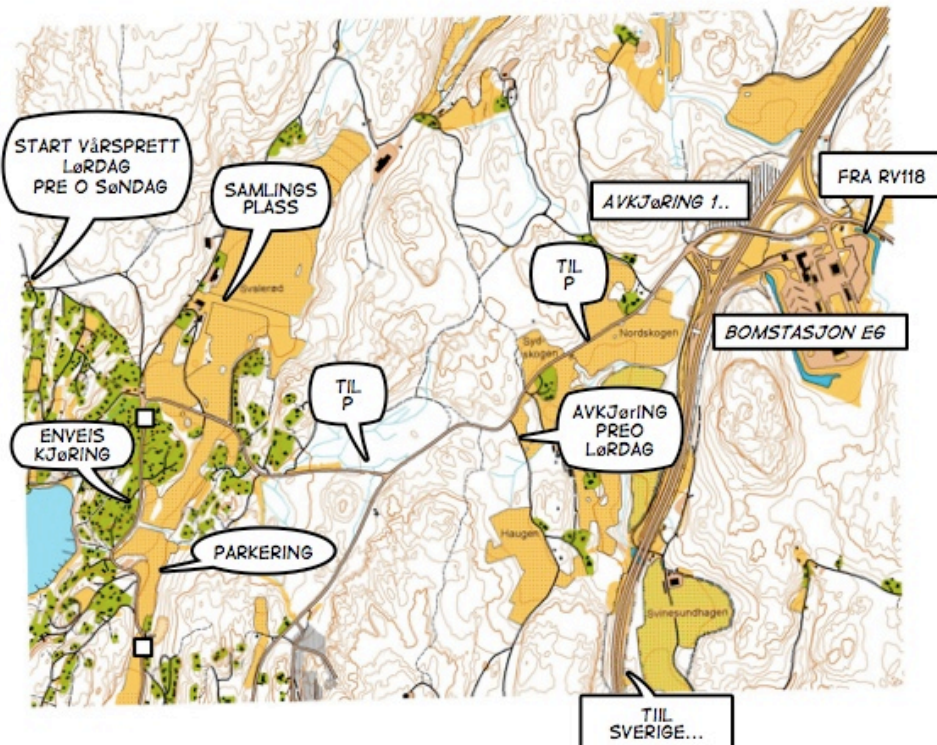 START VÅRSPRETT
LØRDAG
PRE O SØNDAG
SAMLINGS
PLASS
AVKJØRING 1..
FRA RV118
TIL
P
Svalerød
Nordskogen
Syd-
skogen
BOMSTASJON E6
TIL
P
AVKJØrING
PREO
LØRDAG
ENVEIS
KJØRING
PARKERING
Haugen
Svinesundhagen
TIIL
SVERIGE...